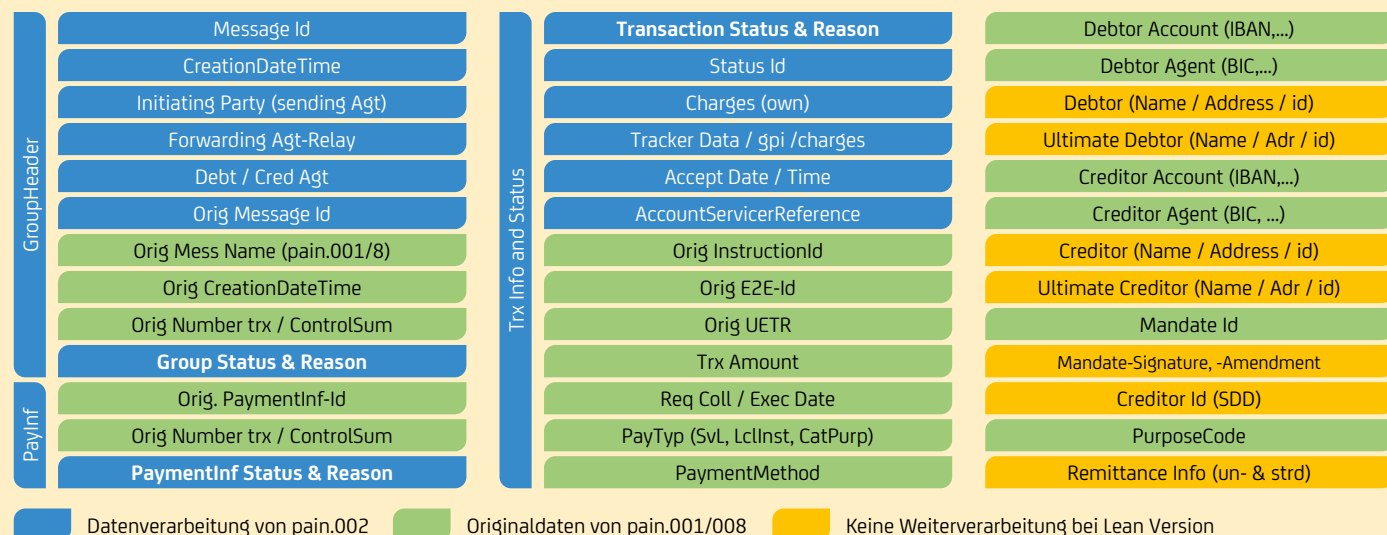 GroupHeader
Message Id
CreationDateTime
Initiating Party (sending Agt)
Forwarding Agt-Relay
Debt / Cred Agt
Orig Message Id
Orig Mess Name (pain.001/8)
Orig CreationDateTime
Orig Number trx / ControlSum
Group Status & Reason
PayInf
Orig. PaymentInf-Id
Orig Number trx / ControlSum
PaymentInf Status & Reason
Trx Info and Status
Transaction Status & Reason
Status Id
Charges (own)
Tracker Data / gpi /charges
Accept Date / Time
AccountServicerReference
Orig InstructionId
Orig E2E-Id
Orig UETR
Trx Amount
Req Coll / Exec Date
PayTyp (SvL, LclInst, CatPurp)
PaymentMethod
Debtor Account (IBAN,...)
Debtor Agent (BIC,...)
Debtor (Name / Address / id)
Ultimate Debtor (Name / Adr / id)
Creditor Account (IBAN,...)
Creditor Agent (BIC, ...)
Creditor (Name / Address / id)
Ultimate Creditor (Name / Adr / id)
Mandate Id
Mandate-Signature, -Amendment
Creditor Id (SDD)
PurposeCode
Remittance Info (un- & strd)
Datenverarbeitung von pain.002
Originaldaten von pain.001/008
Keine Weiterverarbeitung bei Lean Version